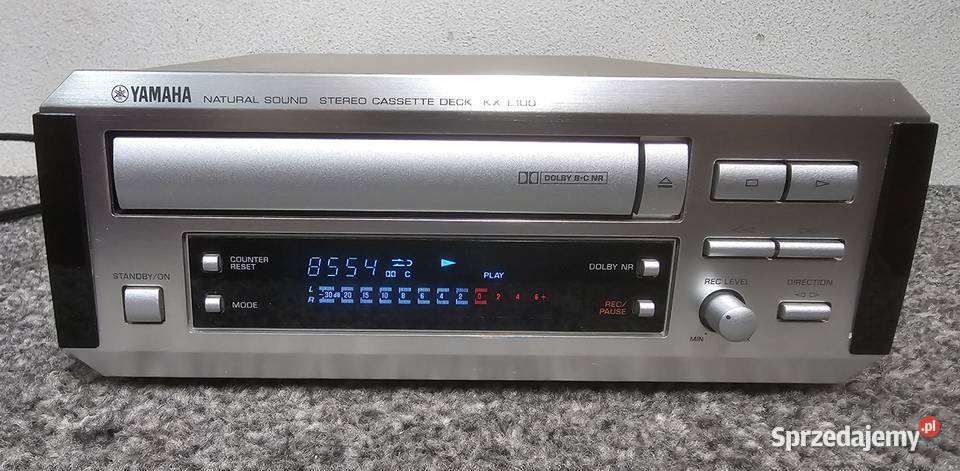 YAMAHA NATURAL SOUND STEREO CASSETTE DECK KX-L100
DOLBY B·C NR
STANDBY/ON
COUNTER
RESET
MODE
8554
C
PLAY
L
R
-30 dB 20 15 10 8 6 4 2 0 2 4 6 +
DOLBY NR
REC/
PAUSE
REC LEVEL
MIN
DIRECTION
Sprzedajemy.pl